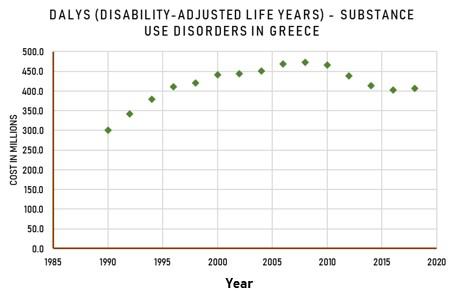 DALYS (DISABILITY-ADJUSTED LIFE YEARS) - SUBSTANCE
USE DISORDERS IN GREECE
COST IN MILLIONS
500.0
450.0
400.0
350.0
300.0
250.0
200.0
150.0
100.0
50.0
0.0
1985 1990 1995 2000 2005 2010 2015 2020
Year